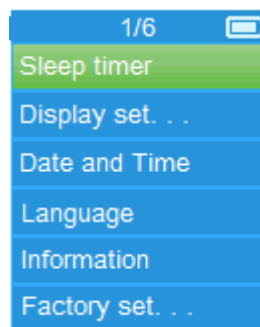 1/6
Sleep timer
Display set. . .
Date and Time
Language
Information
Factory set. . .